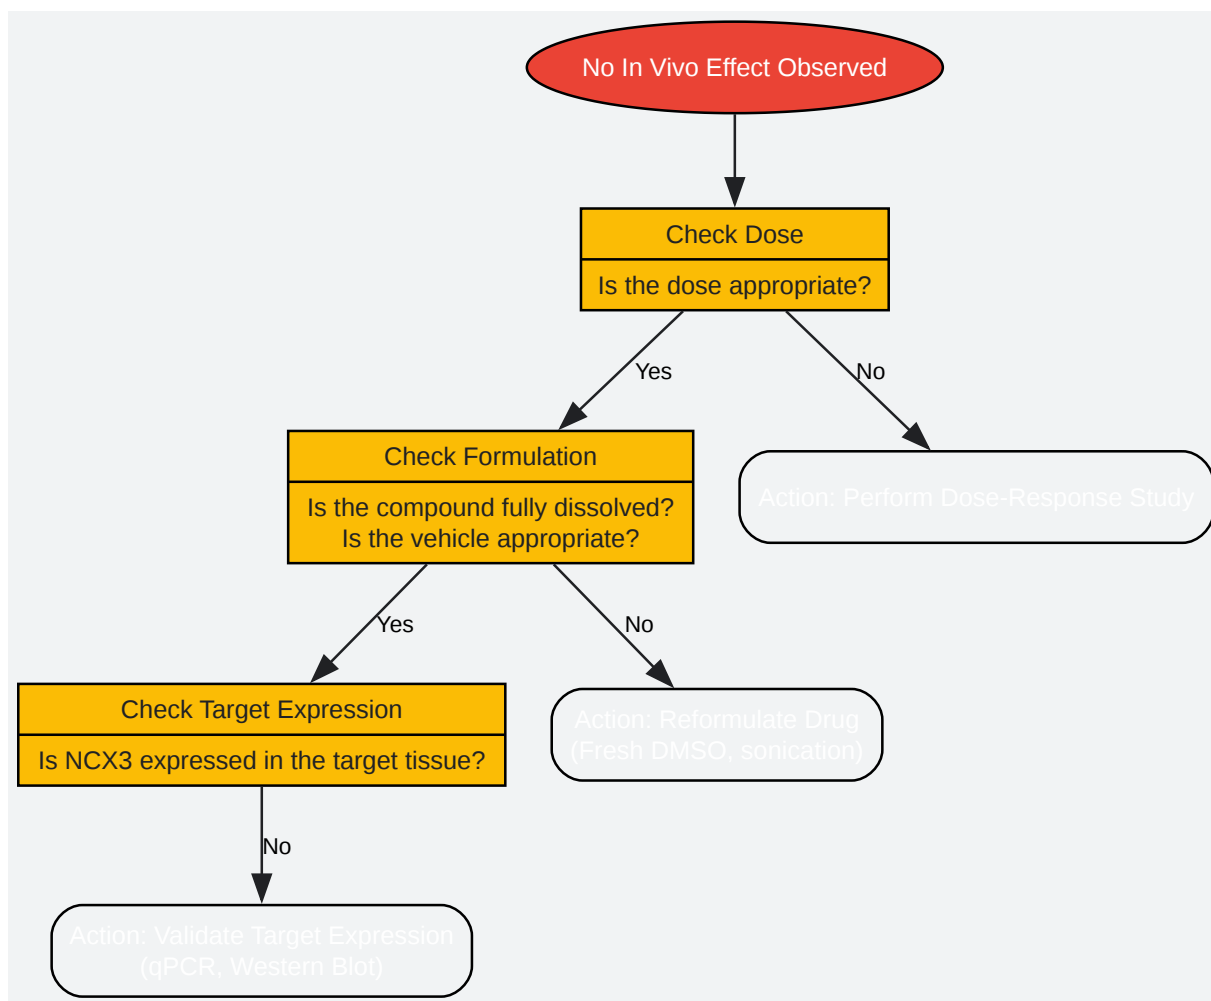 No In Vivo Effect Observed
Check Dose
Is the dose appropriate?
Yes
No
Check Formulation
Is the compound fully dissolved?
Is the vehicle appropriate?
Action: Perform Dose-Response Study
Yes
No
Check Target Expression
Is NCX3 expressed in the target tissue?
Action: Reformulate Drug
(Fresh DMSO, sonication)
No
Action: Validate Target Expression
(qPCR, Western Blot)